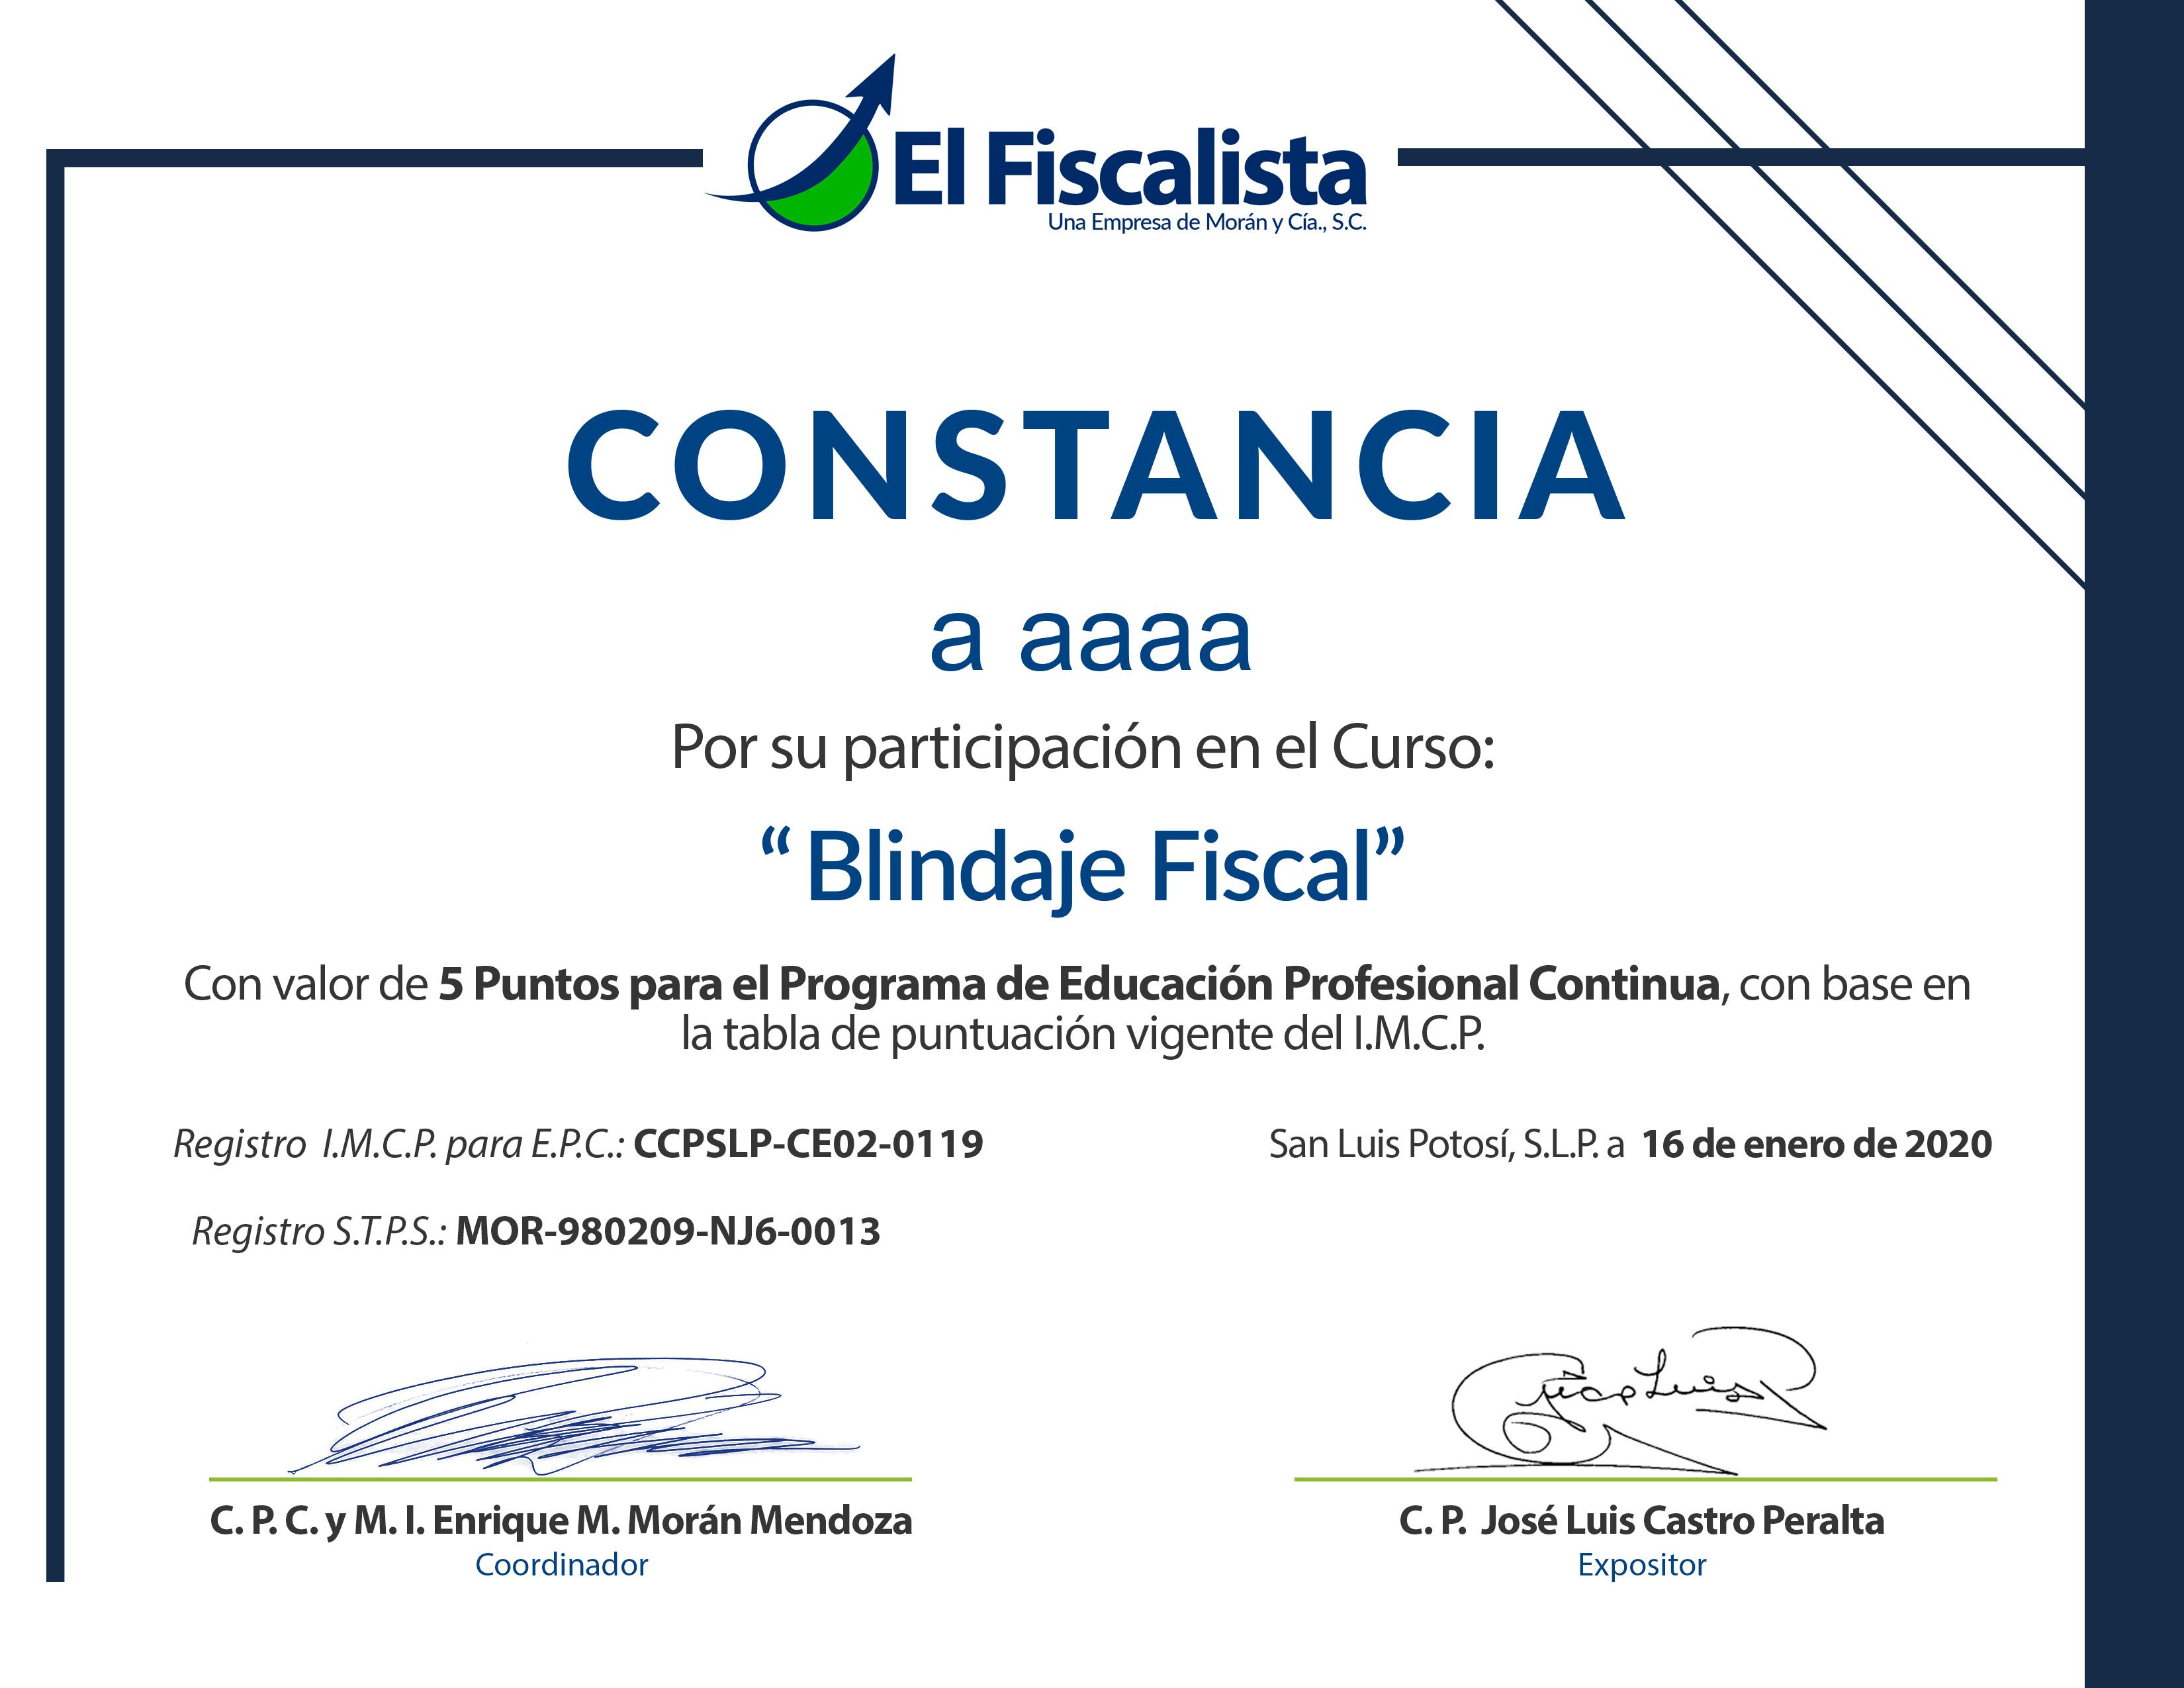 El Fiscalista
Una Empresa de Morán y Cía., S.C.
CONSTANCIA
a aaaa
Por su participación en el Curso:
“Blindaje Fiscal”
Con valor de 5 Puntos para el Programa de Educación Profesional Continua, con base en
la tabla de puntuación vigente del I.M.C.P.
Registro I.M.C.P. para E.P.C.: CCPSLP-CE02-0119
San Luis Potosí, S.L.P. a 16 de enero de 2020
Registro S.T.P.S.: MOR-980209-NJ6-0013
C. P. C. y M. I. Enrique M. Morán Mendoza
Coordinador
C. P. José Luis Castro Peralta
Expositor